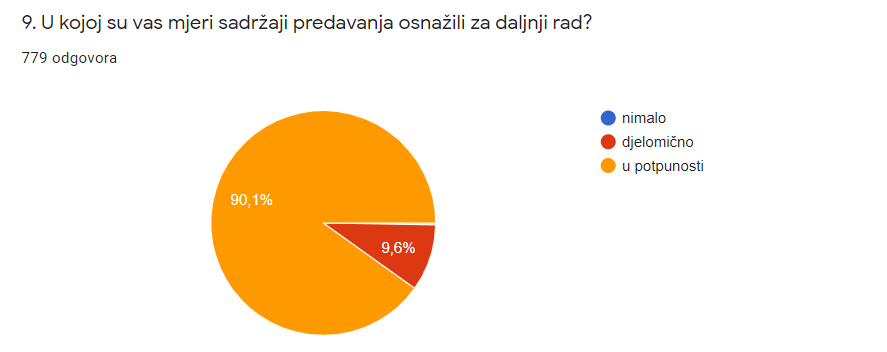 9. U kojoj su vas mjeri sadržaji predavanja osnažili za daljnji rad?
779 odgovora
nimalo
djelomično
u potpunosti
90,1%
9,6%